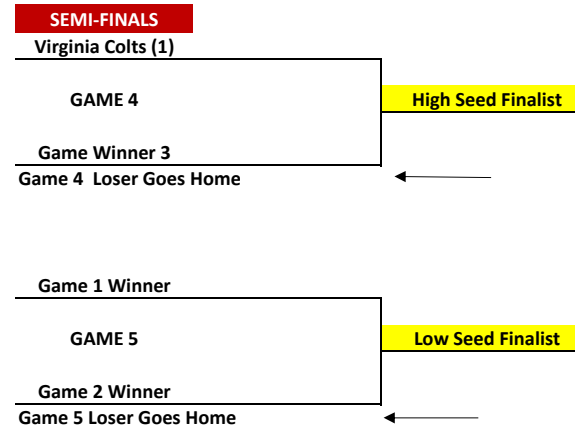 SEMI-FINALS
Virginia Colts (1)
GAME 4
High Seed Finalist
Game Winner 3
Game 4 Loser Goes Home
Game 1 Winner
GAME 5
Low Seed Finalist
Game 2 Winner
Game 5 Loser Goes Home